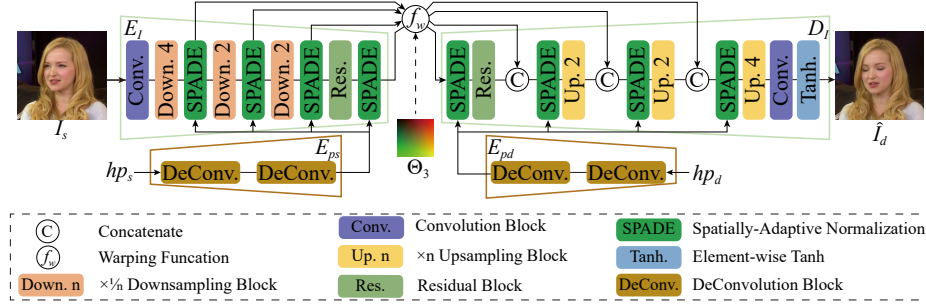 E_I
f_w
D_I
Conv.
Down. 4
SPADE
Down. 2
SPADE
Down. 2
SPADE
Res.
SPADE
SPADE
Res.
C
SPADE
Up. 2
C
SPADE
Up. 2
C
SPADE
Up. 4
Conv.
Tanh.
I_s
Θ_3
Î_d
E_ps
E_pd
hp_s
DeConv.
DeConv.
DeConv.
DeConv.
hp_d
C Concatenate
Conv. Convolution Block
SPADE Spatially-Adaptive Normalization
f_w Warping Funcation
Up. n ×n Upsampling Block
Tanh. Element-wise Tanh
Down. n ×⅟n Downsampling Block
Res. Residual Block
DeConv. DeConvolution Block